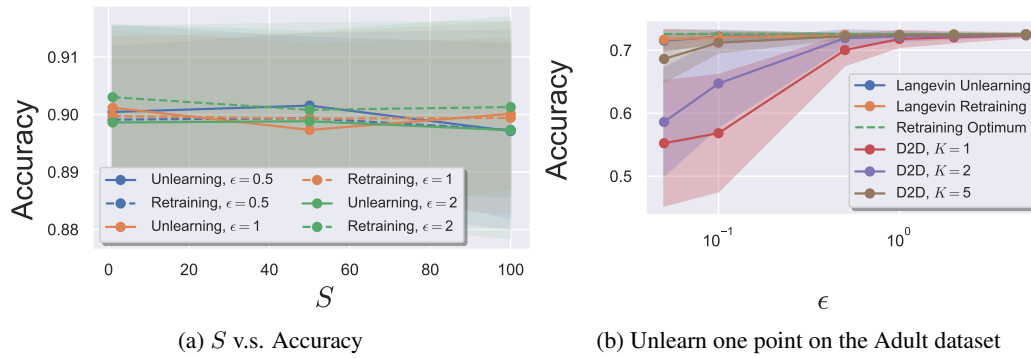 0.91
0.90
0.89
0.88
Accuracy
Unlearning, ϵ = 0.5
Retraining, ϵ = 0.5
Unlearning, ϵ = 1
Retraining, ϵ = 1
Unlearning, ϵ = 2
Retraining, ϵ = 2
0 20 40 60 80 100
S
(a) S v.s. Accuracy
0.7
0.6
0.5
Accuracy
Langevin Unlearning
Langevin Retraining
Retraining Optimum
D2D, K = 1
D2D, K = 2
D2D, K = 5
10⁻¹ 10⁰
ϵ
(b) Unlearn one point on the Adult dataset